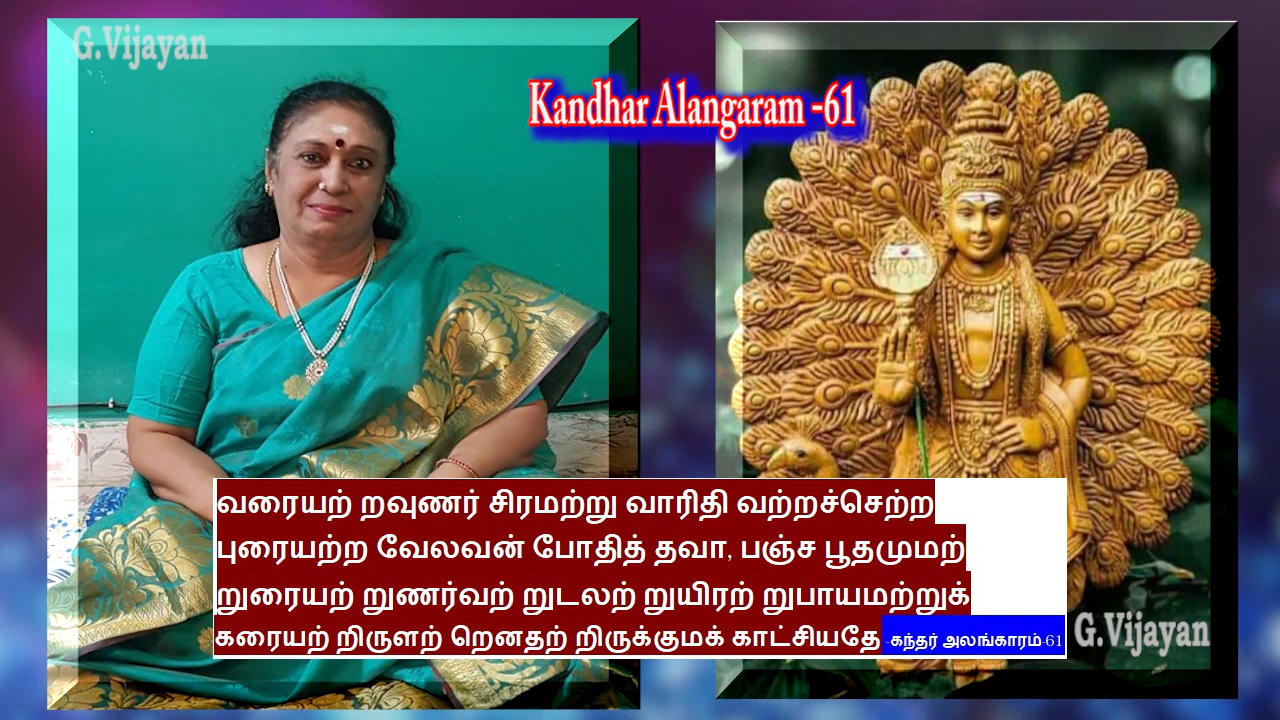 G.Vijayan
Kandhar Alangaram -61
வரையற் றவுணர் சிரமற்று வாரிதி வற்றச்செற்ற
புரையற்ற வேலவன் போதித் தவா, பஞ்ச பூதமுமற்
றுரையற் றுணர்வற் றுடலற் றுயிரற் றுபாயமற்றுக்
கரையற் றிருளற் றெனதற் றிருக்குமக் காட்சியதே -கந்தர் அலங்காரம்-61
G.Vijayan